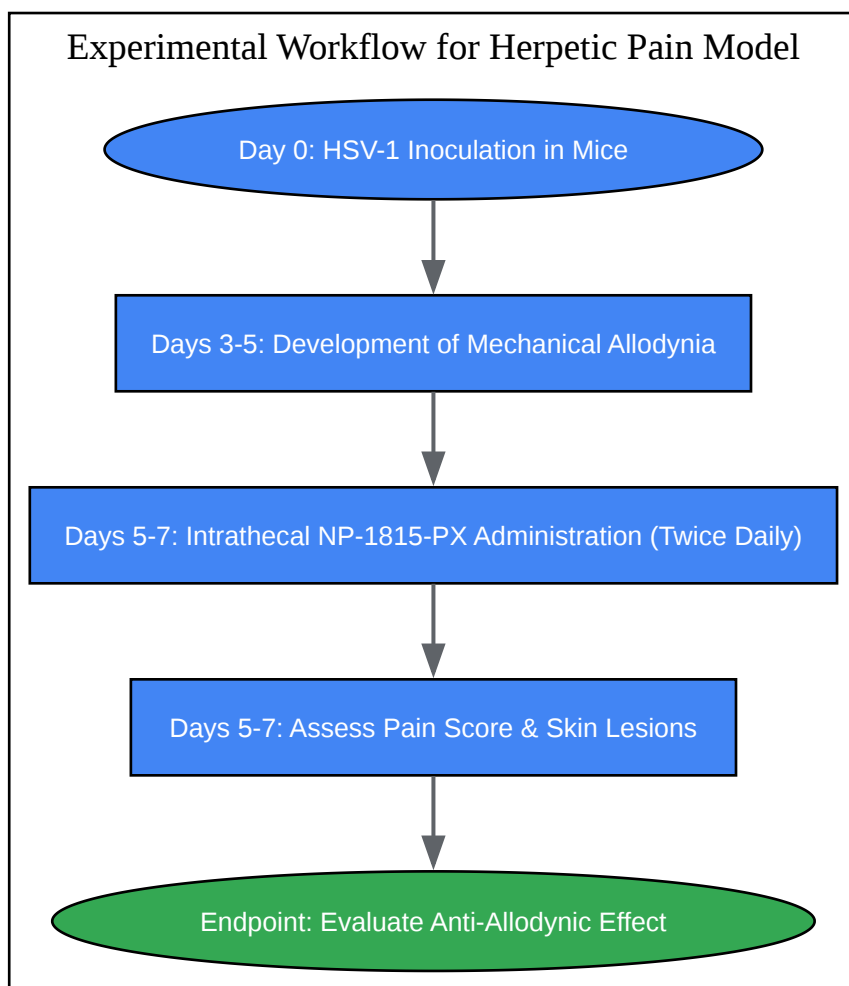 Experimental Workflow for Herpetic Pain Model
Day 0: HSV-1 Inoculation in Mice
Days 3-5: Development of Mechanical Allodynia
Days 5-7: Intrathecal NP-1815-PX Administration (Twice Daily)
Days 5-7: Assess Pain Score & Skin Lesions
Endpoint: Evaluate Anti-Allodynic Effect